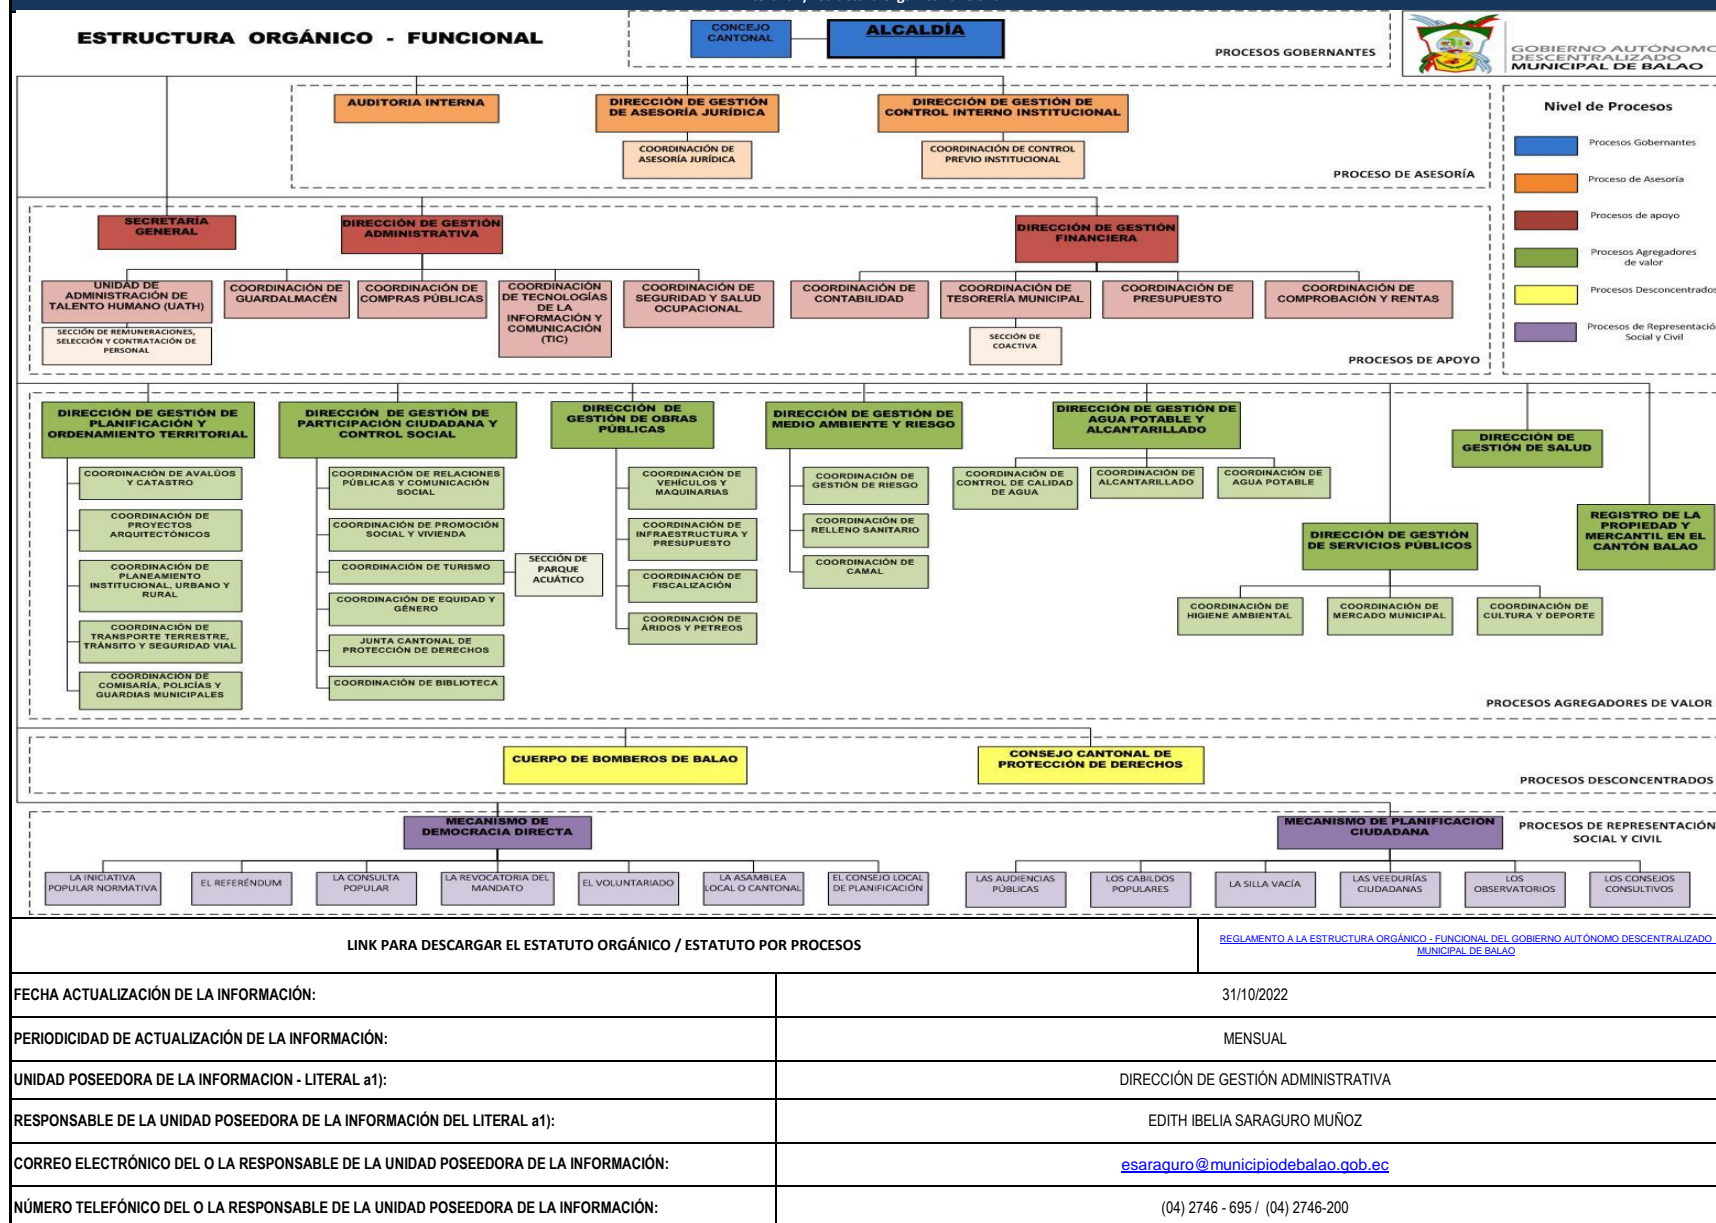 ESTRUCTURA ORGÁNICO - FUNCIONAL
CONCEJO
CANTONAL
ALCALDÍA
PROCESOS GOBERNANTES
GOBIERNO AUTÓNOMO
DESCENTRALIZADO
MUNICIPAL DE BALAO
AUDITORIA INTERNA
DIRECCIÓN DE GESTIÓN
DE ASESORÍA JURÍDICA
DIRECCIÓN DE GESTIÓN DE
CONTROL INTERNO INSTITUCIONAL
COORDINACIÓN DE
ASESORÍA JURÍDICA
COORDINACIÓN DE CONTROL
PREVIO INSTITUCIONAL
PROCESO DE ASESORÍA
Nivel de Procesos
Procesos Gobernantes
Proceso de Asesoría
Procesos de apoyo
Procesos Agregadores
de valor
Procesos Desconcentrados
Procesos de Representació
Social y Civil
SECRETARÍA
GENERAL
DIRECCIÓN DE GESTIÓN
ADMINISTRATIVA
DIRECCIÓN DE GESTIÓN
FINANCIERA
UNIDAD DE
ADMINISTRACIÓN DE
TALENTO HUMANO (UATH)
SECCIÓN DE REMUNERACIONES,
SELECCIÓN Y CONTRATACIÓN DE
PERSONAL
COORDINACIÓN DE
GUARDALMACÉN
COORDINACIÓN DE
COMPRAS PÚBLICAS
COORDINACIÓN
DE TECNOLOGÍAS
DE LA
INFORMACIÓN Y
COMUNICACIÓN
(TIC)
COORDINACIÓN DE
SEGURIDAD Y SALUD
OCUPACIONAL
COORDINACIÓN DE
CONTABILIDAD
COORDINACIÓN DE
TESORERÍA MUNICIPAL
SECCIÓN DE
COACTIVA
COORDINACIÓN DE
PRESUPUESTO
COORDINACIÓN DE
COMPROBACIÓN Y RENTAS
PROCESOS DE APOYO
DIRECCIÓN DE GESTIÓN DE
PLANIFICACIÓN Y
ORDENAMIENTO TERRITORIAL
COORDINACIÓN DE AVALÚOS
Y CATASTRO
COORDINACIÓN DE
PROYECTOS
ARQUITECTÓNICOS
COORDINACIÓN DE
PLANEAMIENTO
INSTITUCIONAL, URBANO Y
RURAL
COORDINACIÓN DE
TRANSPORTE TERRESTRE,
TRÁNSITO Y SEGURIDAD VIAL
COORDINACIÓN DE
COMISARÍA, POLICÍAS Y
GUARDIAS MUNICIPALES
DIRECCIÓN  DE GESTIÓN DE
PARTICIPACIÓN CIUDADANA Y
CONTROL SOCIAL
COORDINACIÓN DE RELACIONES
PÚBLICAS Y COMUNICACIÓN
SOCIAL
COORDINACIÓN DE PROMOCIÓN
SOCIAL Y VIVIENDA
COORDINACIÓN DE TURISMO
SECCIÓN DE
PARQUE
ACUÁTICO
COORDINACIÓN DE EQUIDAD Y
GÉNERO
JUNTA CANTONAL DE
PROTECCIÓN DE DERECHOS
COORDINACIÓN DE BIBLIOTECA
DIRECCIÓN  DE
GESTIÓN DE OBRAS
PÚBLICAS
COORDINACIÓN DE
VEHÍCULOS Y
MAQUINARIAS
COORDINACIÓN DE
INFRAESTRUCTURA Y
PRESUPUESTO
COORDINACIÓN DE
FISCALIZACIÓN
COORDINACIÓN DE
ÁRIDOS Y PETREOS
DIRECCIÓN DE GESTIÓN DE
MEDIO AMBIENTE Y RIESGO
COORDINACIÓN DE
GESTIÓN DE RIESGO
COORDINACIÓN DE
RELLENO SANITARIO
COORDINACIÓN DE
CAMAL
DIRECCIÓN DE GESTIÓN DE
AGUA POTABLE Y
ALCANTARILLADO
COORDINACIÓN DE
CONTROL DE CALIDAD
DE AGUA
COORDINACIÓN DE
ALCANTARILLADO
COORDINACIÓN DE
AGUA POTABLE
DIRECCIÓN DE
GESTIÓN DE SALUD
DIRECCIÓN DE GESTIÓN
DE SERVICIOS PÚBLICOS
REGISTRO DE LA
PROPIEDAD Y
MERCANTIL EN EL
CANTÓN BALAO
COORDINACIÓN DE
HIGIENE AMBIENTAL
COORDINACIÓN DE
MERCADO MUNICIPAL
COORDINACIÓN DE
CULTURA Y DEPORTE
PROCESOS AGREGADORES DE VALOR
CUERPO DE BOMBEROS DE BALAO
CONSEJO CANTONAL DE
PROTECCIÓN DE DERECHOS
PROCESOS DESCONCENTRADOS
MECANISMO DE
DEMOCRACIA DIRECTA
MECANISMO DE PLANIFICACIÓN
CIUDADANA
PROCESOS DE REPRESENTACIÓN
SOCIAL Y CIVIL
LA INICIATIVA
POPULAR NORMATIVA
EL REFERÉNDUM
LA CONSULTA
POPULAR
LA REVOCATORIA DEL
MANDATO
EL VOLUNTARIADO
LA ASAMBLEA
LOCAL O CANTONAL
EL CONSEJO LOCAL
DE PLANIFICACIÓN
LAS AUDIENCIAS
PÚBLICAS
LOS CABILDOS
POPULARES
LA SILLA VACÍA
LAS VEEDURÍAS
CIUDADANAS
LOS
OBSERVATORIOS
LOS CONSEJOS
CONSULTIVOS
LINK PARA DESCARGAR EL ESTATUTO ORGÁNICO / ESTATUTO POR PROCESOS
REGLAMENTO A LA ESTRUCTURA ORGÁNICO - FUNCIONAL DEL GOBIERNO AUTÓNOMO DESCENTRALIZADO
MUNICIPAL DE BALAO
FECHA ACTUALIZACIÓN DE LA INFORMACIÓN:
31/10/2022
PERIODICIDAD DE ACTUALIZACIÓN DE LA INFORMACIÓN:
MENSUAL
UNIDAD POSEEDORA DE LA INFORMACION - LITERAL a1):
DIRECCIÓN DE GESTIÓN ADMINISTRATIVA
RESPONSABLE DE LA UNIDAD POSEEDORA DE LA INFORMACIÓN DEL LITERAL a1):
EDITH IBELIA SARAGURO MUÑOZ
CORREO ELECTRÓNICO DEL O LA RESPONSABLE DE LA UNIDAD POSEEDORA DE LA INFORMACIÓN:
esaraguro@municipiodebalao.gob.ec
NÚMERO TELEFÓNICO DEL O LA RESPONSABLE DE LA UNIDAD POSEEDORA DE LA INFORMACIÓN:
(04) 2746 - 695 /  (04) 2746-200